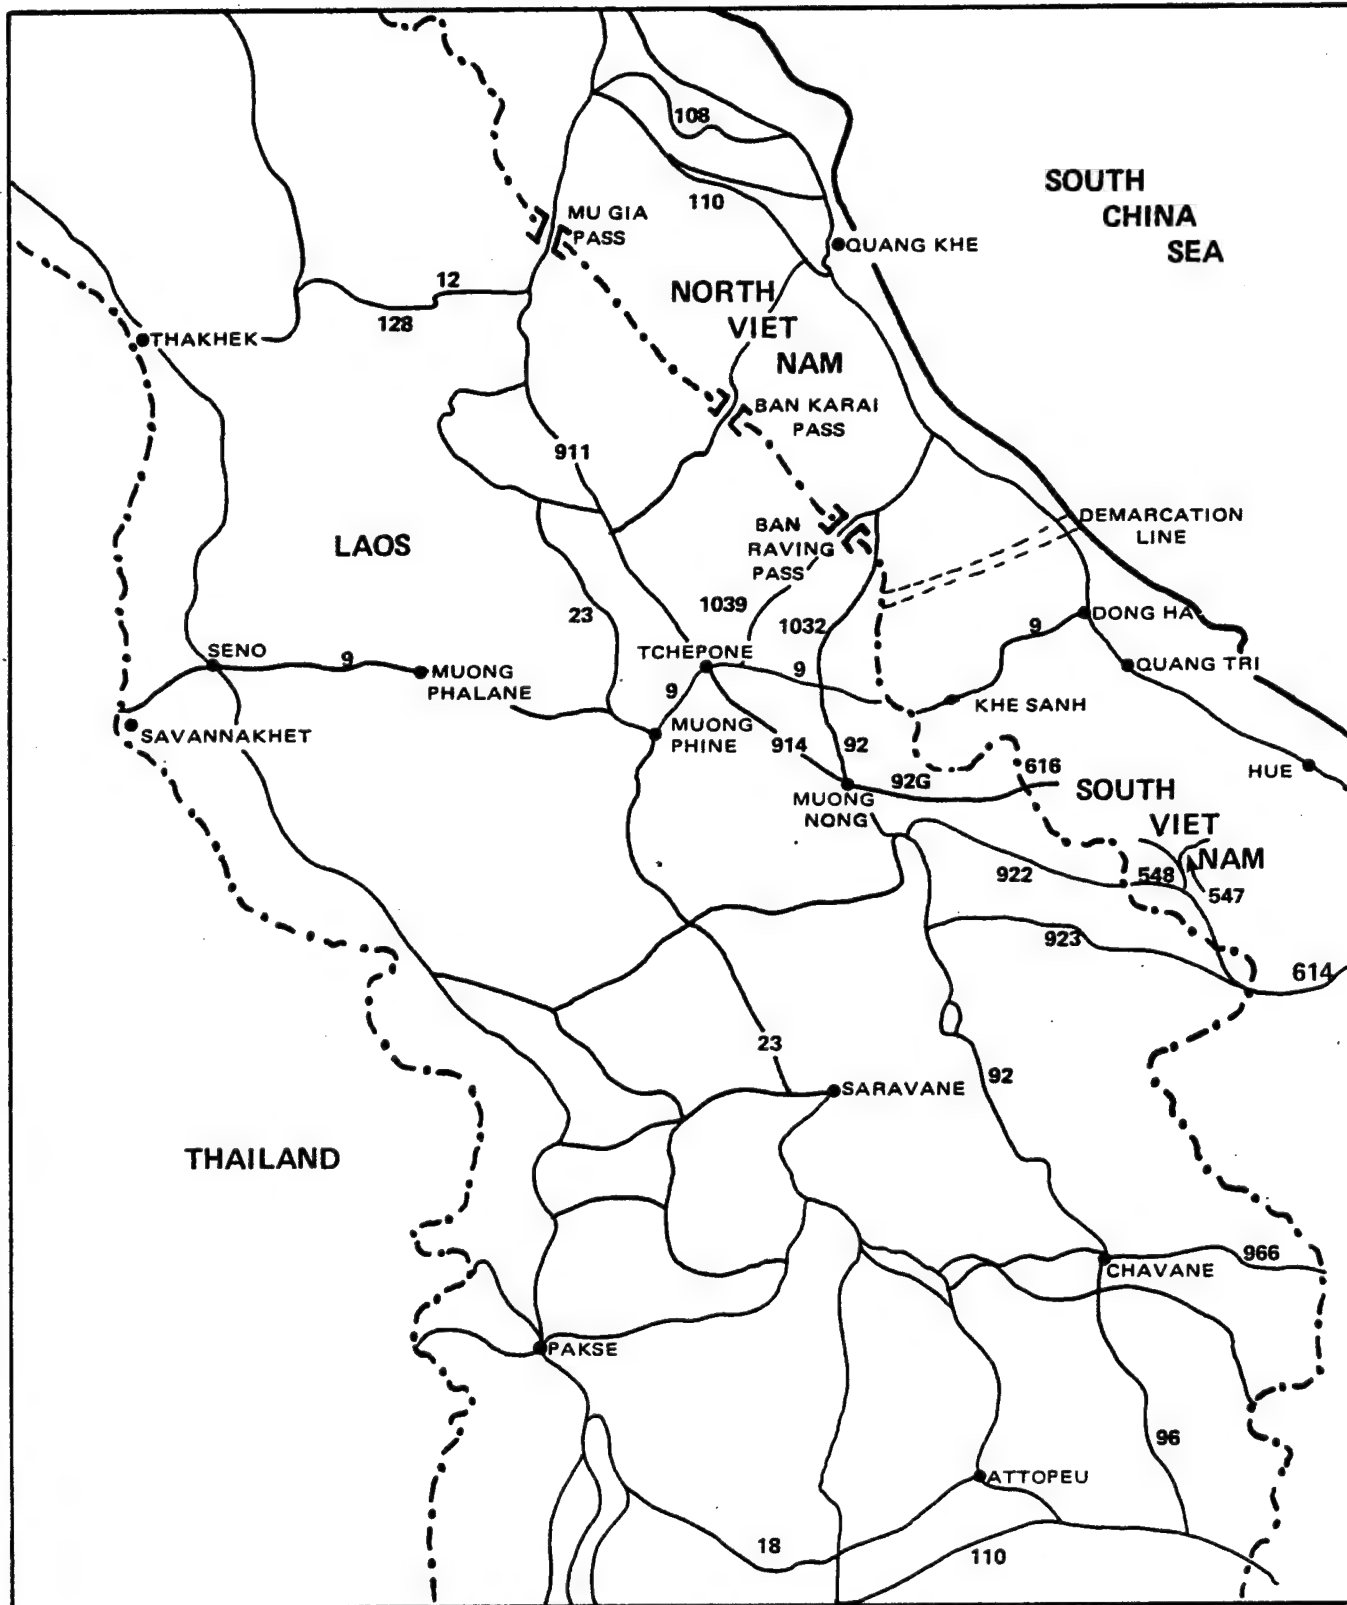 108
SOUTH
CHINA
SEA
110
MU GIA
PASS
QUANG KHE
12
NORTH
VIET
NAM
128
THAKHEK
BAN KARAI
PASS
911
DEMARCATION
LINE
BAN
RAVING
PASS
LAOS
23
1039
1032
9
DONG HA
SENO
9
MUONG
PHALANE
TCHEPONE
9
9
QUANG TRI
KHE SANH
SAVANNAKHET
MUONG
PHINE
914
92
92G
616
HUE
MUONG
NONG
SOUTH
VIET
NAM
922
548
547
923
614
23
92
SARAVANE
THAILAND
966
CHAVANE
PAKSE
96
ATTOPEU
18
110